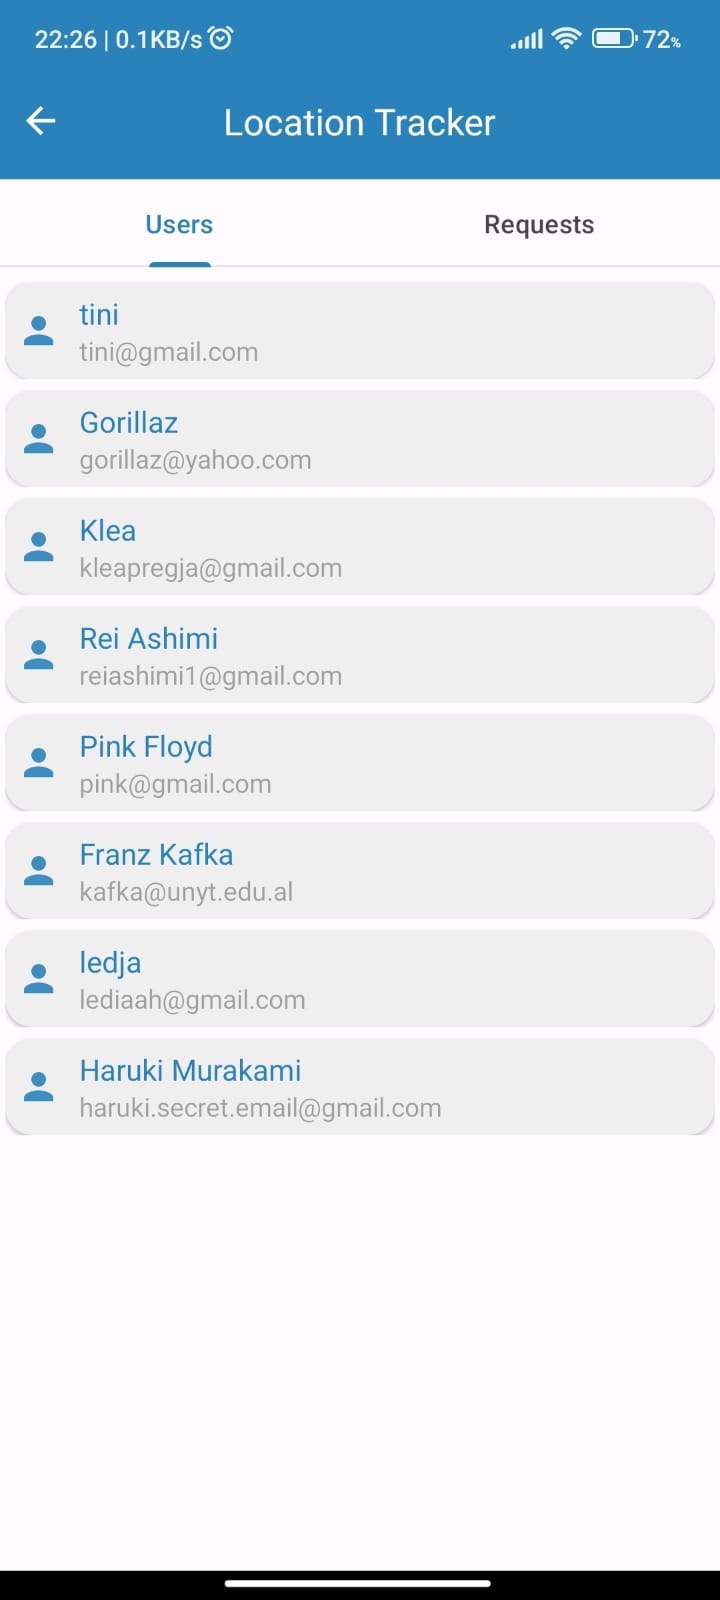 22:26 | 0.1KB/s 72%
Location Tracker
Users Requests
tini
tini@gmail.com
Gorillaz
gorillaz@yahoo.com
Klea
kleapregja@gmail.com
Rei Ashimi
reiashimi1@gmail.com
Pink Floyd
pink@gmail.com
Franz Kafka
kafka@unyt.edu.al
ledja
lediaah@gmail.com
Haruki Murakami
haruki.secret.email@gmail.com